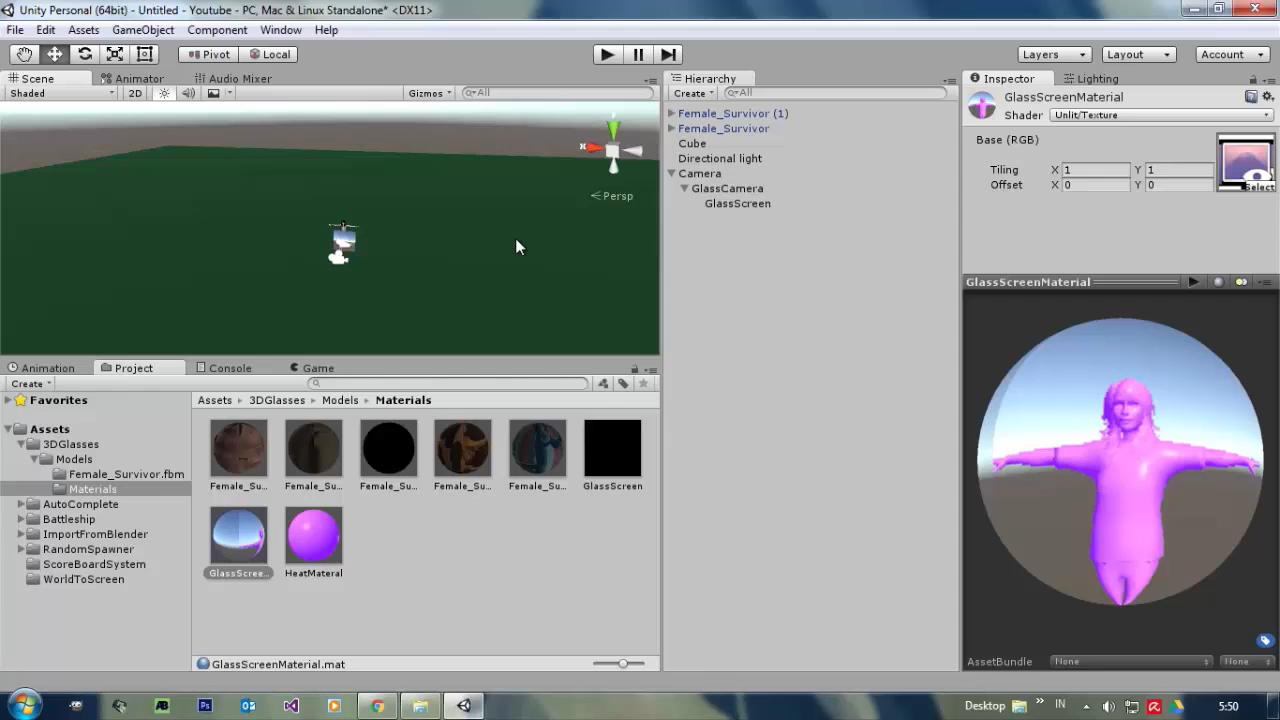 Unity Personal (64bit) - Untitled - Youtube - PC, Mac & Linux Standalone* <DX11>
File Edit Assets GameObject Component Window Help
Pivot Local Layers Layout Account
Scene Animator Audio Mixer
Shaded 2D Gizmos All
x
Persp
Hierarchy
Create All
Female_Survivor (1)
Female_Survivor
Cube
Directional light
Camera
GlassCamera
GlassScreen
Inspector Lighting
GlassScreenMaterial
Shader Unlit/Texture
Base (RGB)
Tiling X 1 Y 1
Offset X 0 Y 0
Select
GlassScreenMaterial
AssetBundle None None
Animation Project Console Game
Create
Favorites
Assets
3DGlasses
Models
Female_Survivor.fbm
Materials
AutoComplete
Battleship
ImportFromBlender
RandomSpawner
ScoreBoardSystem
WorldToScreen
Assets 3DGlasses Models Materials
Female_Su... Female_Su... Female_Su... Female_Su... Female_Su... GlassScreen
GlassScree... HeatMateral
GlassScreenMaterial.mat
AB Ps Desktop » IN 5:50